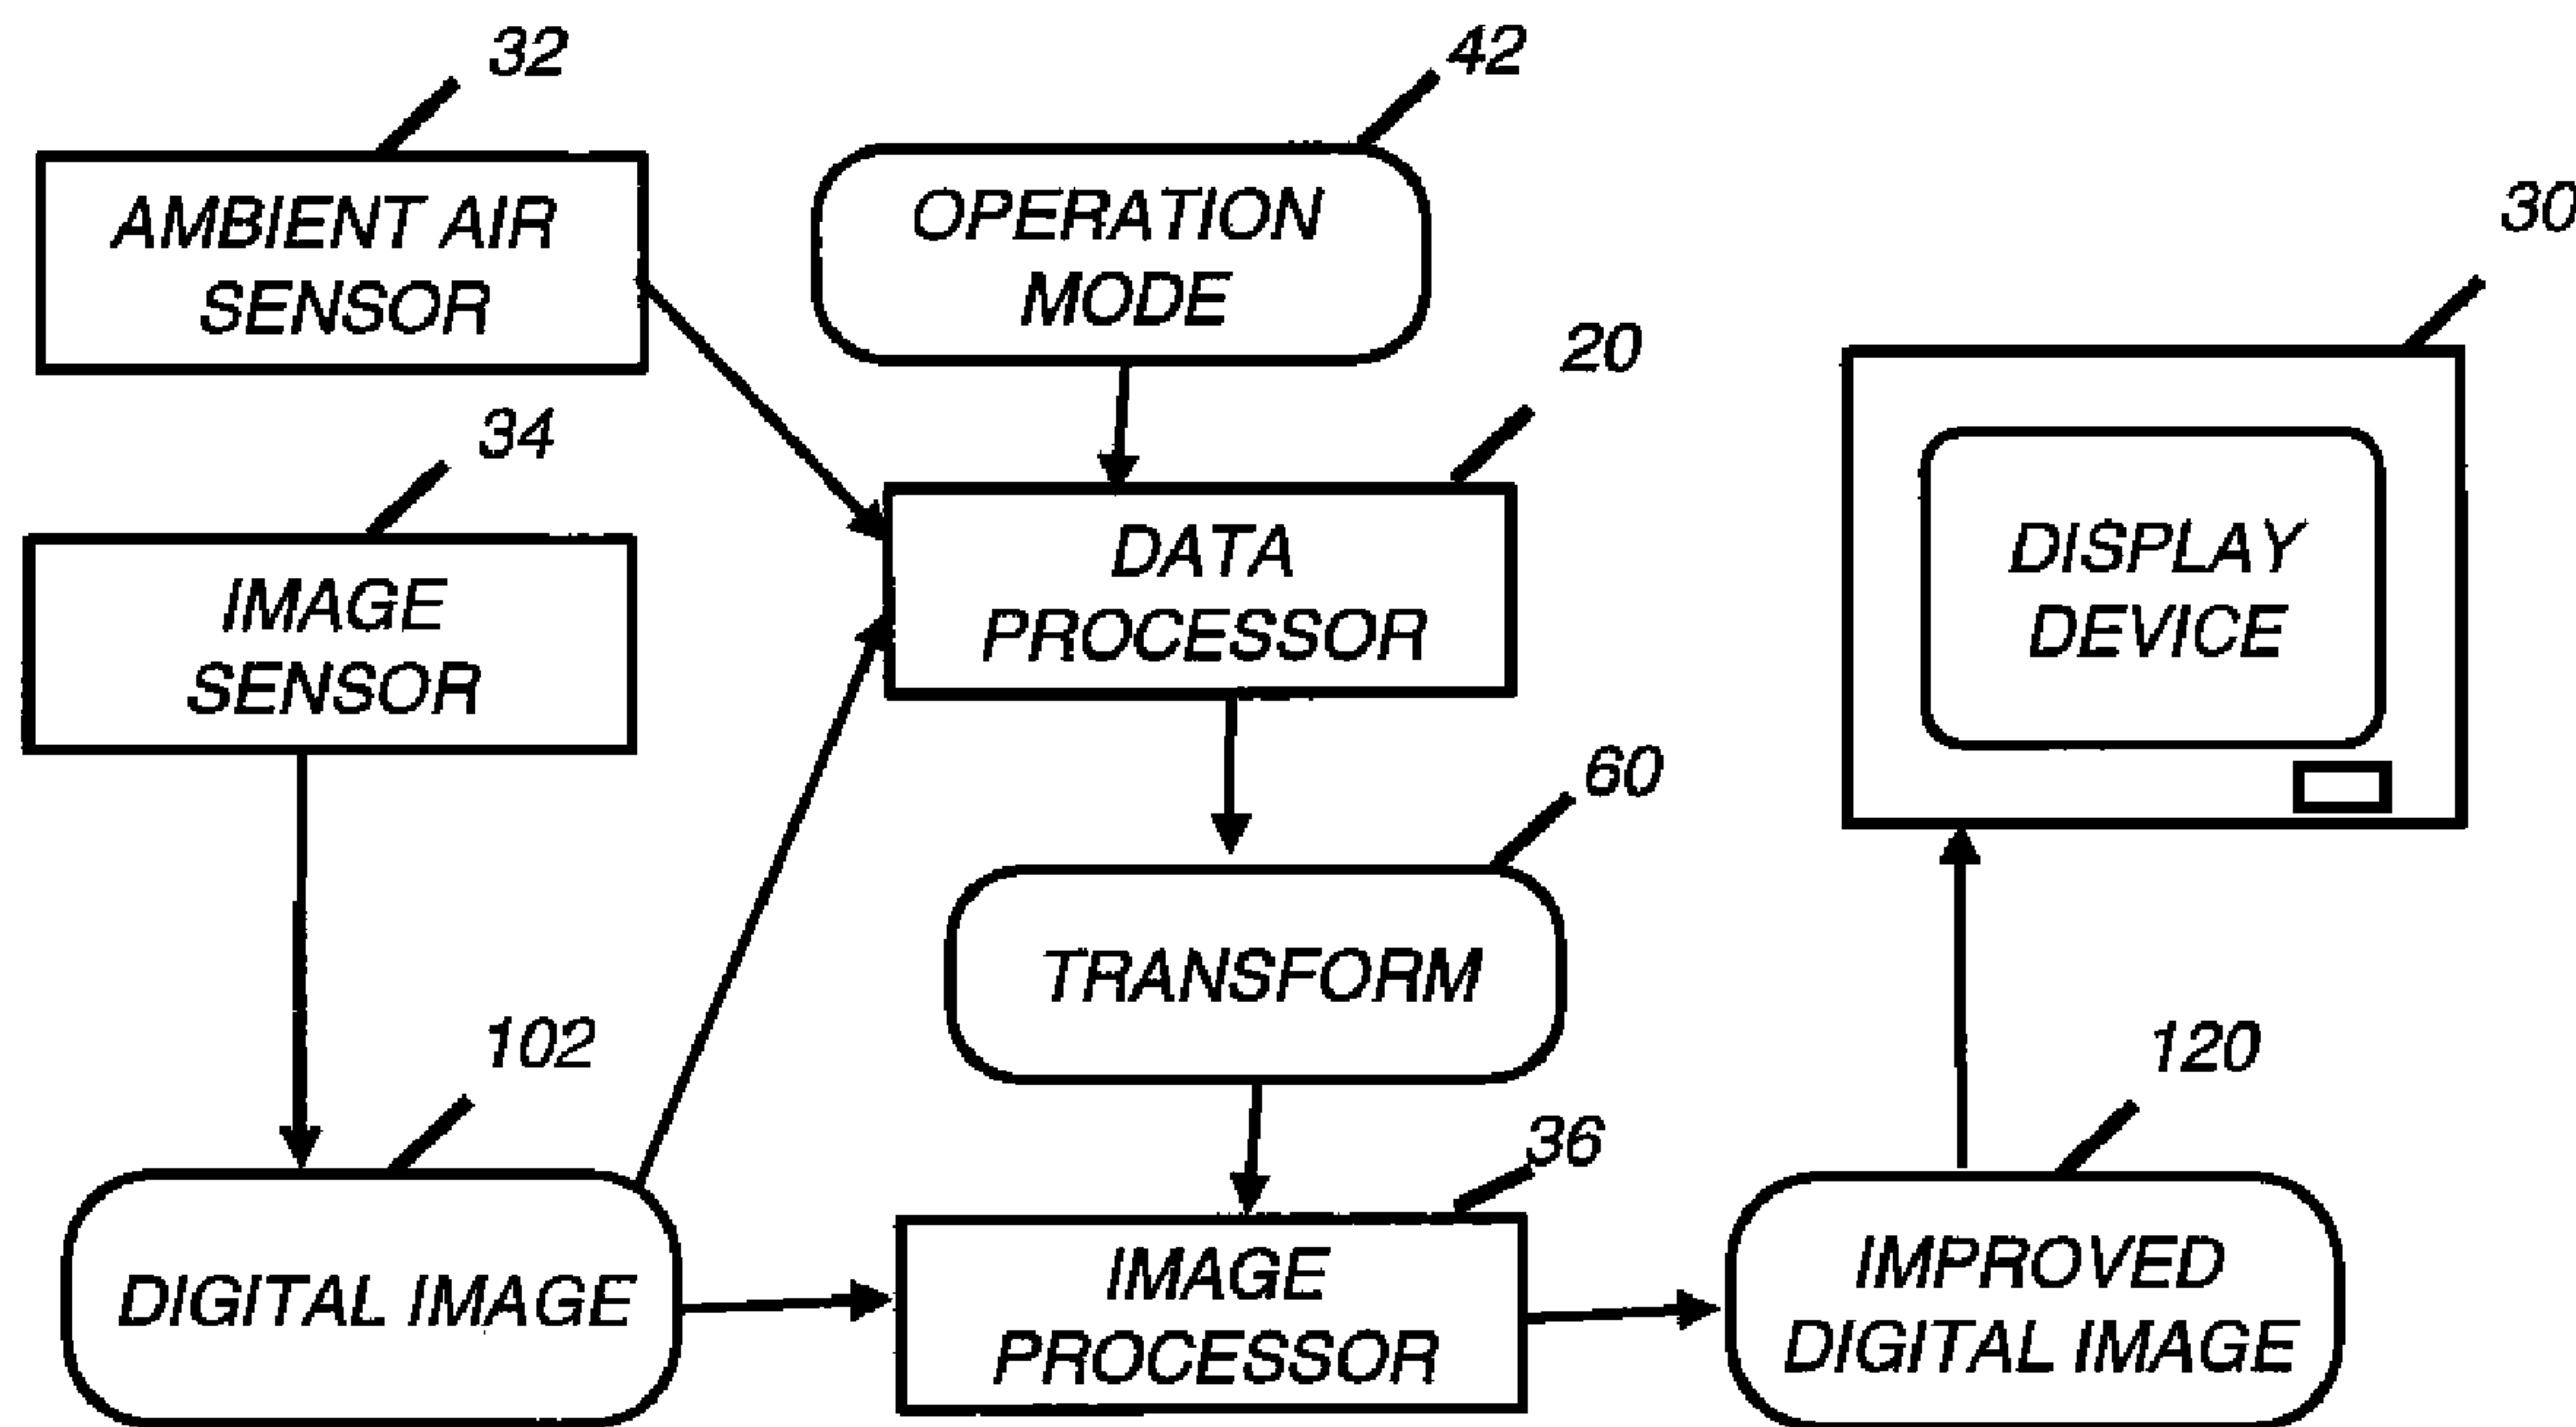 32
AMBIENT AIR
SENSOR
42
OPERATION
MODE
30
DISPLAY
DEVICE
34
IMAGE
SENSOR
20
DATA
PROCESSOR
60
TRANSFORM
102
DIGITAL IMAGE
36
IMAGE
PROCESSOR
120
IMPROVED
DIGITAL IMAGE